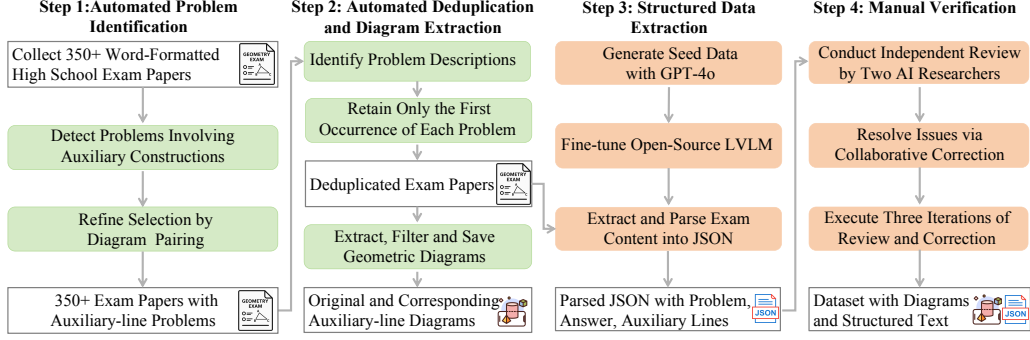 Step 1:Automated Problem
Identification
Collect 350+ Word-Formatted
High School Exam Papers
GEOMETRY
EXAM
Detect Problems Involving
Auxiliary Constructions
Refine Selection by
Diagram Pairing
350+ Exam Papers with
Auxiliary-line Problems
GEOMETRY
EXAM
Step 2: Automated Deduplication
and Diagram Extraction
Identify Problem Descriptions
Retain Only the First
Occurrence of Each Problem
Deduplicated Exam Papers
GEOMETRY
EXAM
Extract, Filter and Save
Geometric Diagrams
Original and Corresponding
Auxiliary-line Diagrams
Step 3: Structured Data
Extraction
Generate Seed Data
with GPT-4o
Fine-tune Open-Source LVLM
Extract and Parse Exam
Content into JSON
Parsed JSON with Problem,
Answer, Auxiliary Lines
JSON
Step 4: Manual Verification
Conduct Independent Review
by Two AI Researchers
Resolve Issues via
Collaborative Correction
Execute Three Iterations of
Review and Correction
Dataset with Diagrams
and Structured Text
JSON